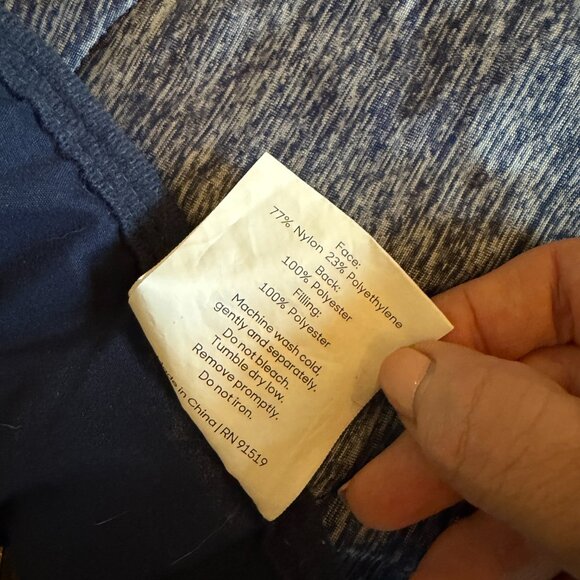 Face:
77% Nylon 23% Polyethylene
Back:
100% Polyester
Filling:
100% Polyester
Machine wash cold,
gently and separately.
Do not bleach.
Tumble dry low.
Remove promptly.
Do not iron.
in China | RN 91519